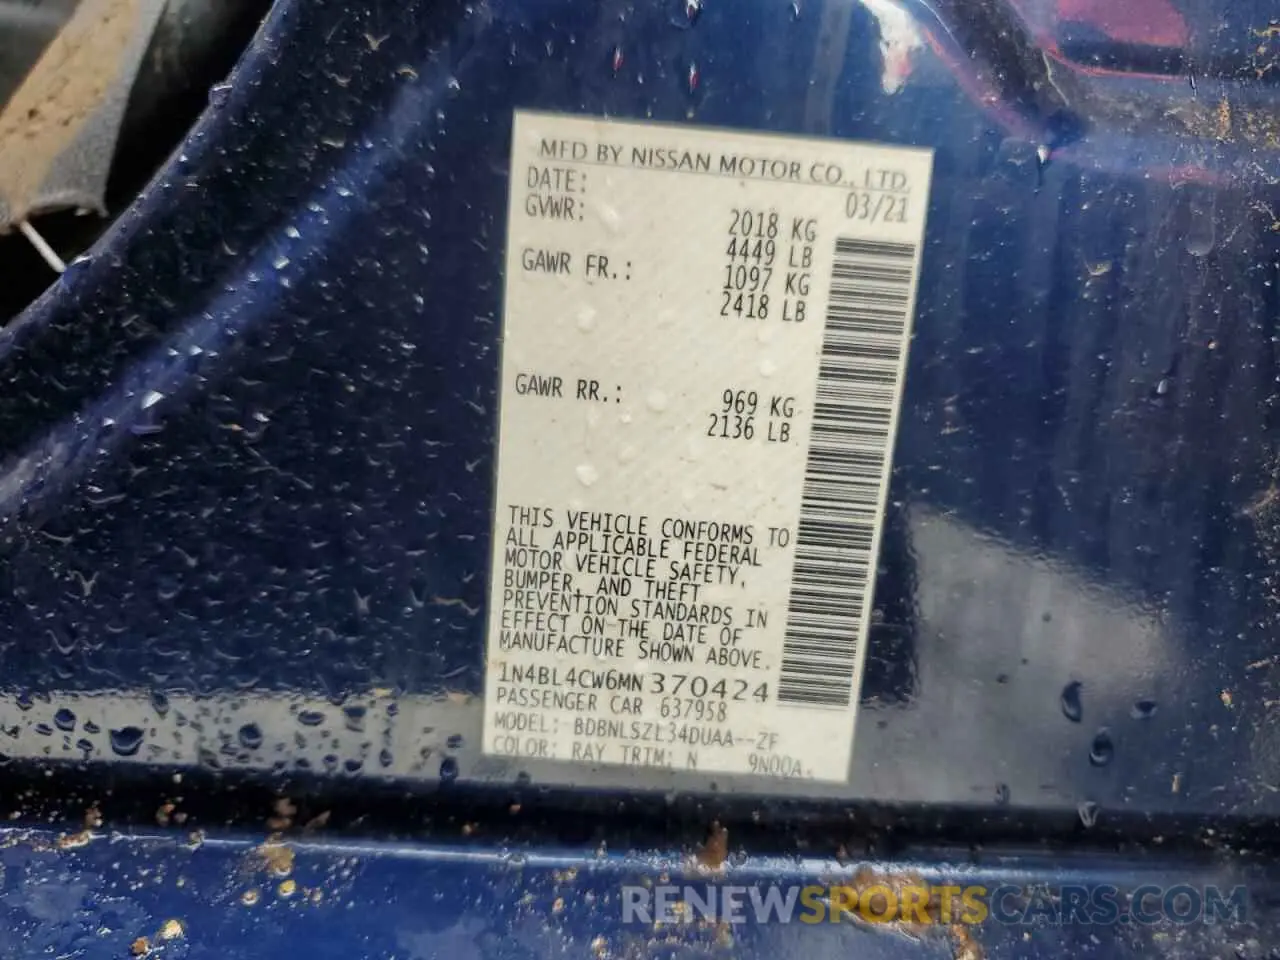 MFD BY NISSAN MOTOR CO., LTD.
DATE: 03/21
GVWR: 2018 KG
4449 LB
GAWR FR.: 1097 KG
2418 LB
GAWR RR.: 969 KG
2136 LB
THIS VEHICLE CONFORMS TO
ALL APPLICABLE FEDERAL
MOTOR VEHICLE SAFETY,
BUMPER, AND THEFT
PREVENTION STANDARDS IN
EFFECT ON THE DATE OF
MANUFACTURE SHOWN ABOVE.
1N4BL4CW6MN370424
PASSENGER CAR 637958
MODEL: BDBNLSZL34DUAA--ZF
COLOR: RAY TRIM: N 9N00A.
RENEWSPORTSCARS.COM